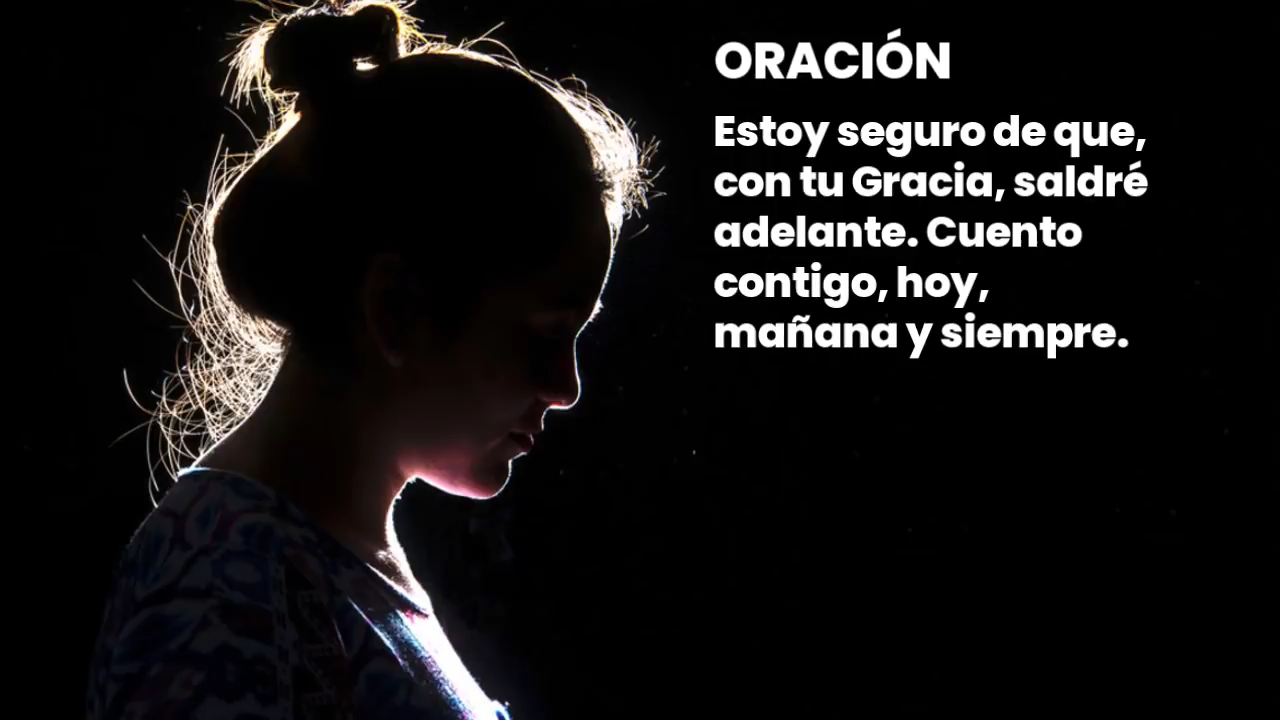 ORACIÓN
Estoy seguro de que,
con tu Gracia, saldré
adelante. Cuento
contigo, hoy,
mañana y siempre.